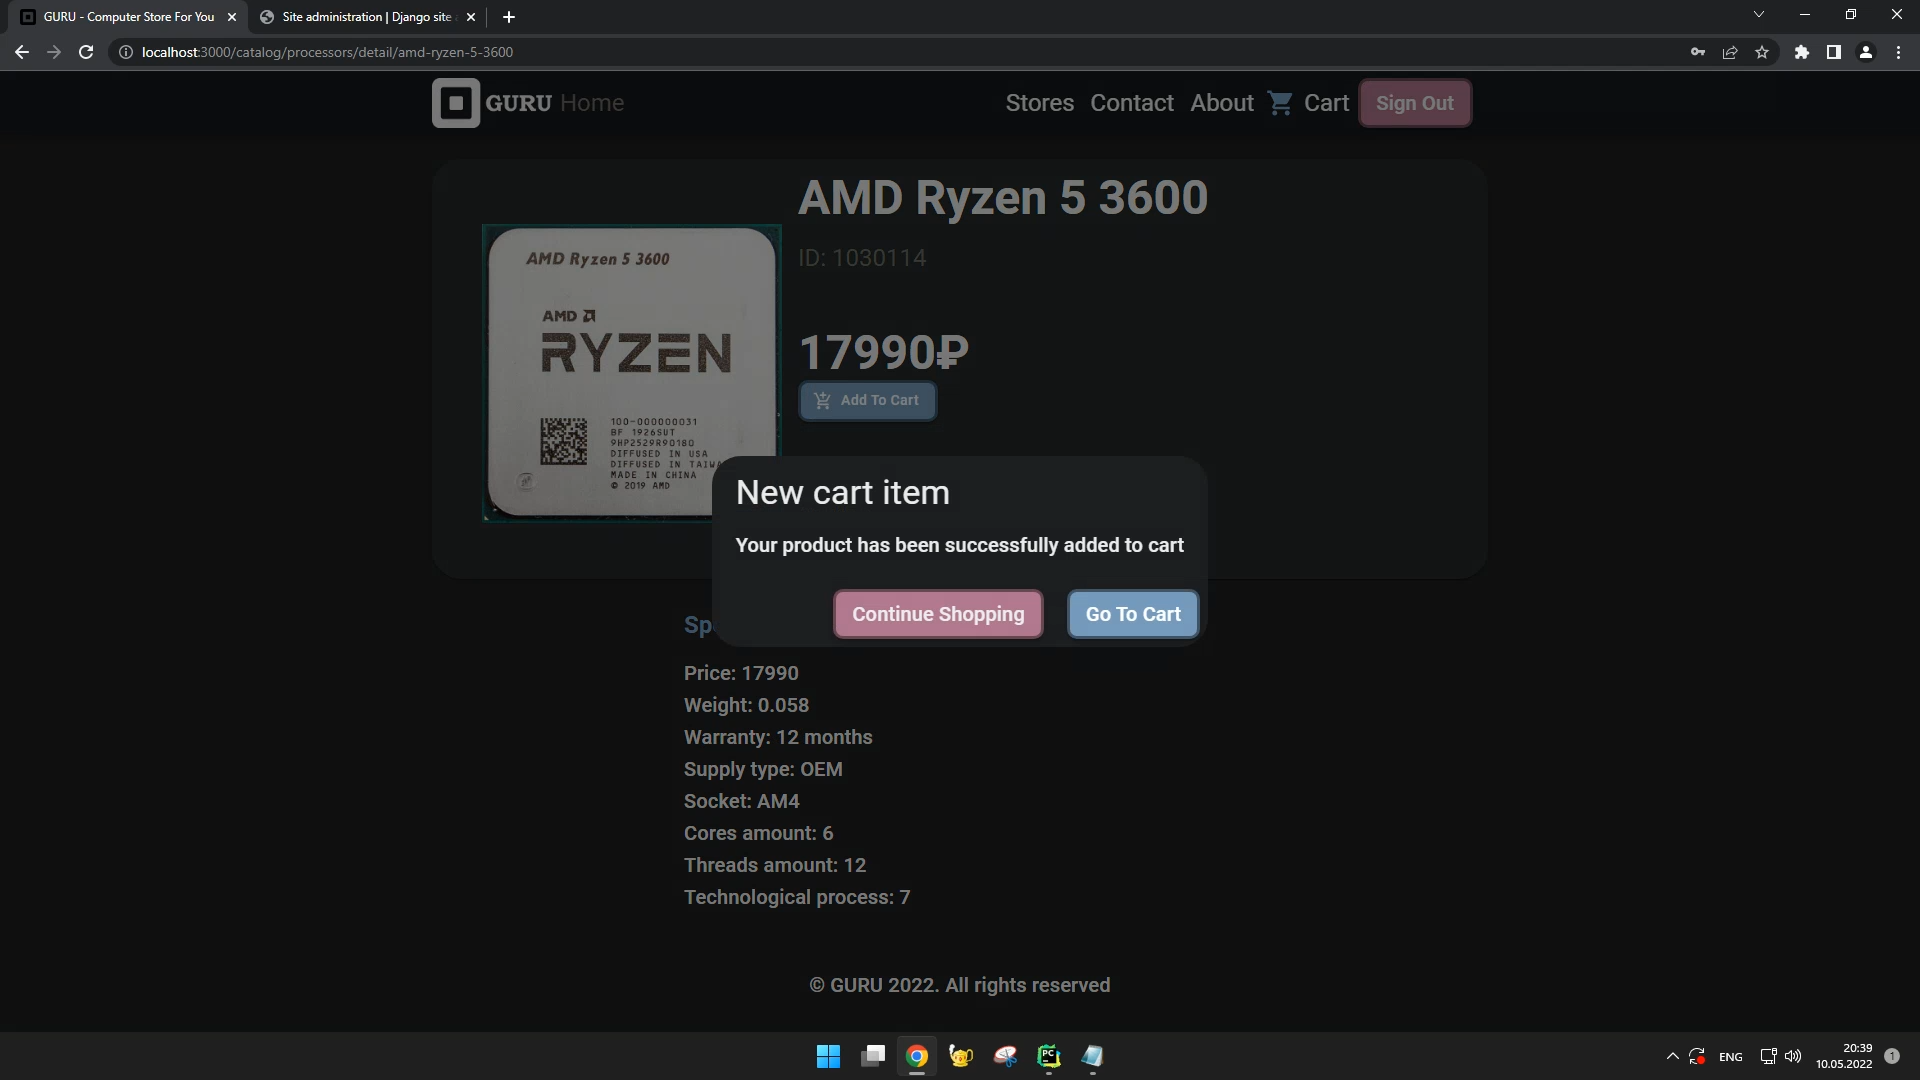 GURU - Computer Store For You
Site administration | Django site
localhost:3000/catalog/processors/detail/amd-ryzen-5-3600
GURU Home
Stores Contact About Cart Sign Out
AMD Ryzen 5 3600
ID: 1030114
17990₽
Add To Cart
AMD Ryzen 5 3600
AMD
RYZEN
100-000000031
BF 1926SUT
9HP2529R90180
DIFFUSED IN USA
DIFFUSED IN
MADE IN CHINA
© 2019 AMD
New cart item
Your product has been successfully added to cart
Continue Shopping
Go To Cart
Price: 17990
Weight: 0.058
Warranty: 12 months
Supply type: OEM
Socket: AM4
Cores amount: 6
Threads amount: 12
Technological process: 7
© GURU 2022. All rights reserved
PC
ENG
20:39
10.05.2022
1